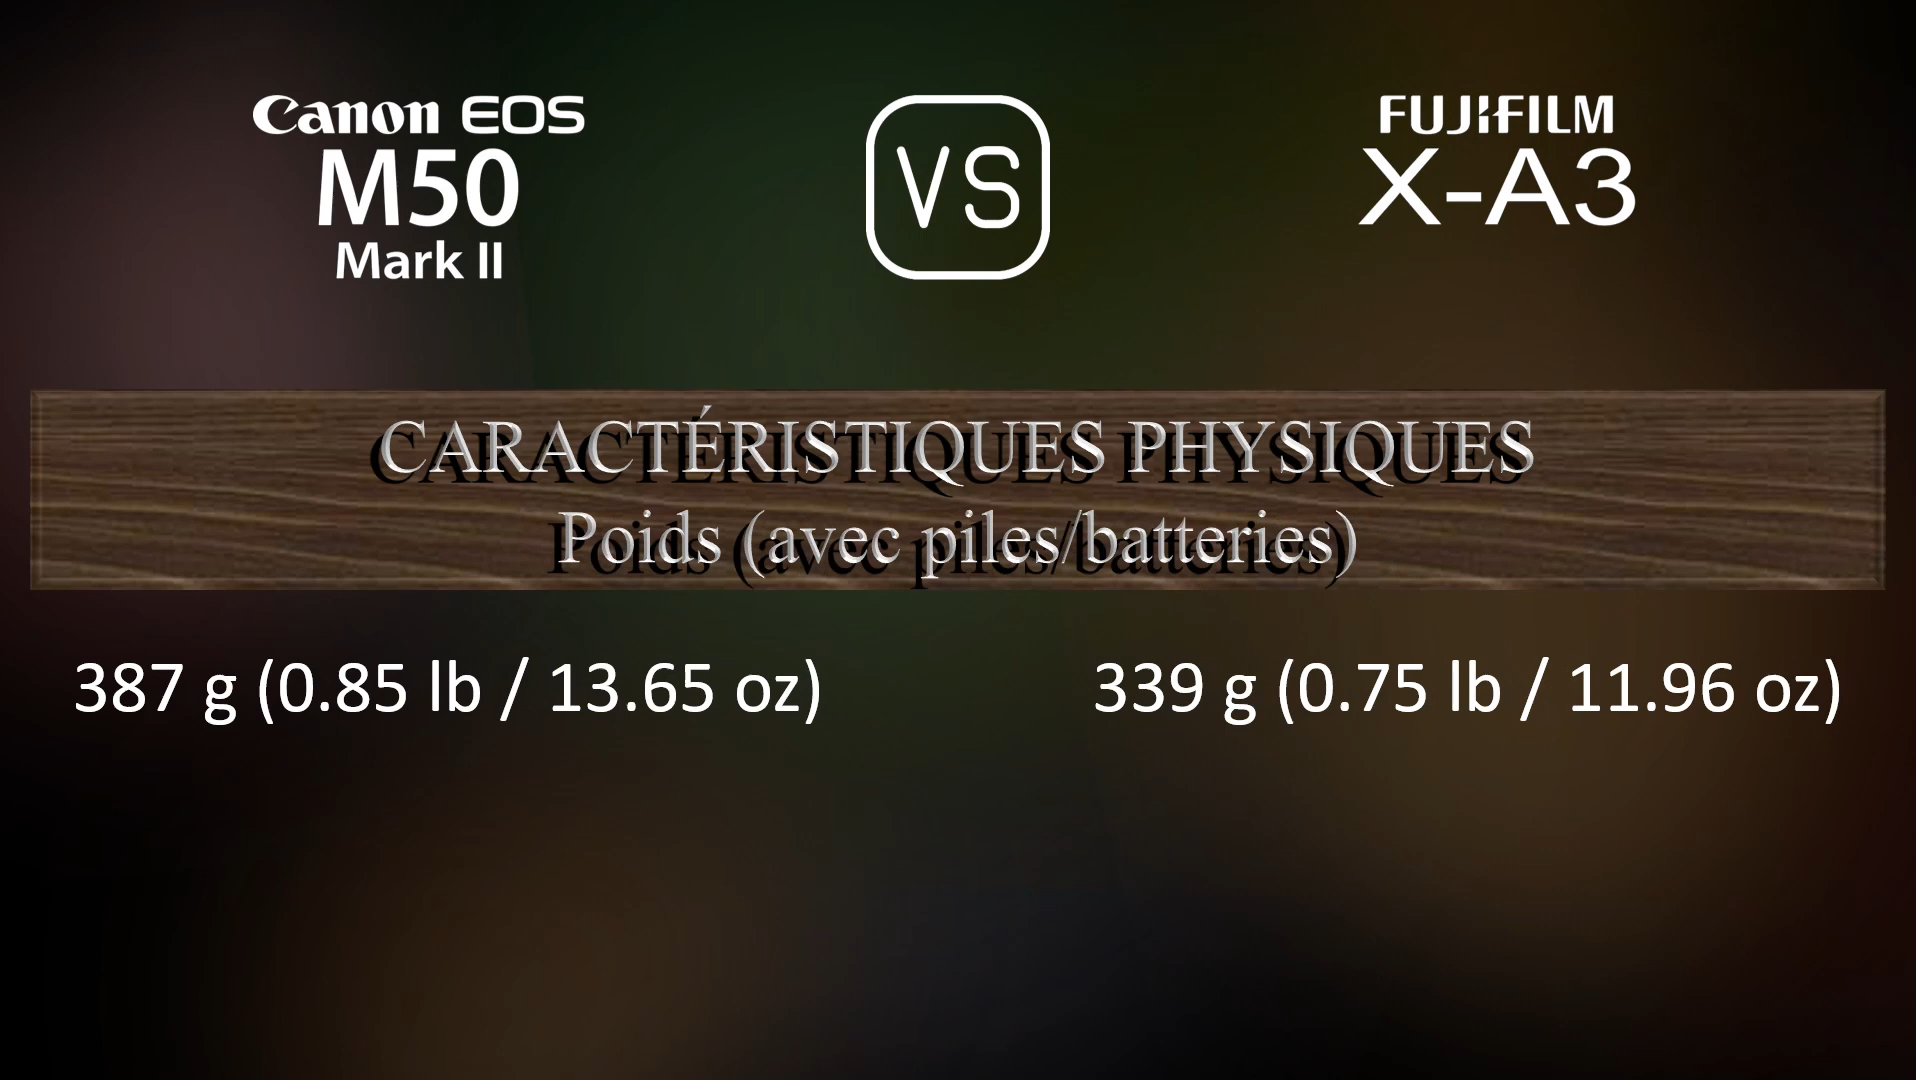 Canon EOS
M50
Mark II
VS
FUJIFILM
X-A3
CARACTÉRISTIQUES PHYSIQUES
Poids (avec piles/batteries)
387 g (0.85 lb / 13.65 oz)
339 g (0.75 lb / 11.96 oz)